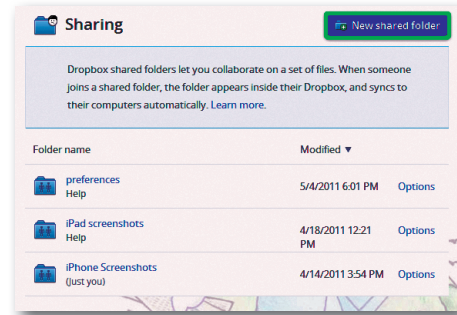 Sharing
New shared folder
Dropbox shared folders let you collaborate on a set of files. When someone
joins a shared folder, the folder appears inside their Dropbox, and syncs to
their computers automatically. Learn more.
Folder name Modified ▼
preferences
Help
5/4/2011 6:01 PM Options
iPad screenshots
Help
4/18/2011 12:21
PM
Options
iPhone Screenshots
(Just you)
4/14/2011 3:54 PM Options